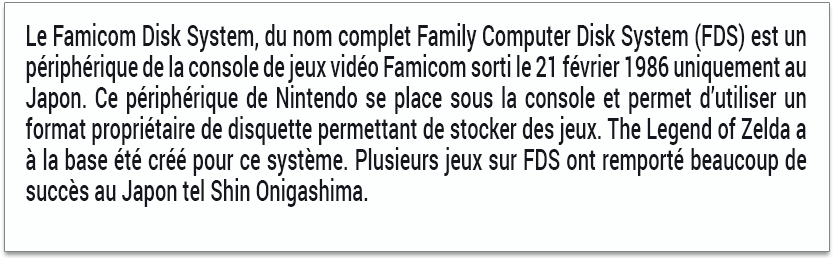 Le Famicom Disk System, du nom complet Family Computer Disk System (FDS) est un
périphérique de la console de jeux vidéo Famicom sorti le 21 février 1986 uniquement au
Japon. Ce périphérique de Nintendo se place sous la console et permet d'utiliser un
format propriétaire de disquette permettant de stocker des jeux. The Legend of Zelda a
à la base été créé pour ce système. Plusieurs jeux sur FDS ont remporté beaucoup de
succès au Japon tel Shin Onigashima.